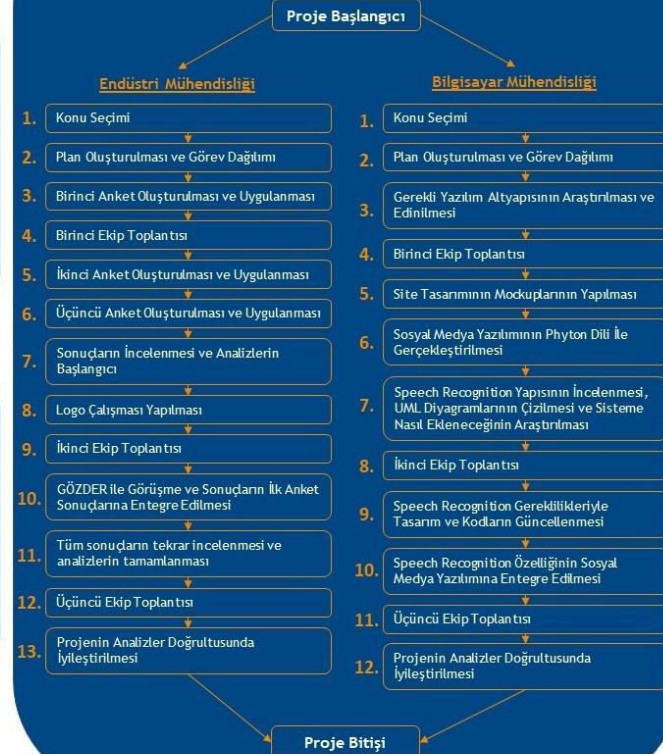 Proje Başlangıcı
Endüstri Mühendisliği
1. Konu Seçimi
2. Plan Oluşturulması ve Görev Dağılımı
3. Birinci Anket Oluşturulması ve Uygulanması
4. Birinci Ekip Toplantısı
5. İkinci Anket Oluşturulması ve Uygulanması
6. Üçüncü Anket Oluşturulması ve Uygulanması
7. Sonuçların İncelenmesi ve Analizlerin
Başlangıcı
8. Logo Çalışması Yapılması
9. İkinci Ekip Toplantısı
10. GÖZDER ile Görüşme ve Sonuçların İlk Anket
Sonuçlarına Entegre Edilmesi
11. Tüm sonuçların tekrar incelenmesi ve
analizlerin tamamlanması
12. Üçüncü Ekip Toplantısı
13. Projenin Analizler Doğrultusunda
İyileştirilmesi
Bilgisayar Mühendisliği
1. Konu Seçimi
2. Plan Oluşturulması ve Görev Dağılımı
3. Gerekli Yazılım Altyapısının Araştırılması ve
Edinilmesi
4. Birinci Ekip Toplantısı
5. Site Tasarımının Mockuplarının Yapılması
6. Sosyal Medya Yazılımının Phyton Dili İle
Gerçekleştirilmesi
7. Speech Recognition Yapısının İncelenmesi,
UML Diyagramlarının Çizilmesi ve Sisteme
Nasıl Ekleneceğinin Araştırılması
8. İkinci Ekip Toplantısı
9. Speech Recognition Gereklilikleriyle
Tasarım ve Kodların Güncellenmesi
10. Speech Recognition Özelliğinin Sosyal
Medya Yazılımına Entegre Edilmesi
11. Üçüncü Ekip Toplantısı
12. Projenin Analizler Doğrultusunda
İyileştirilmesi
Proje Bitişi